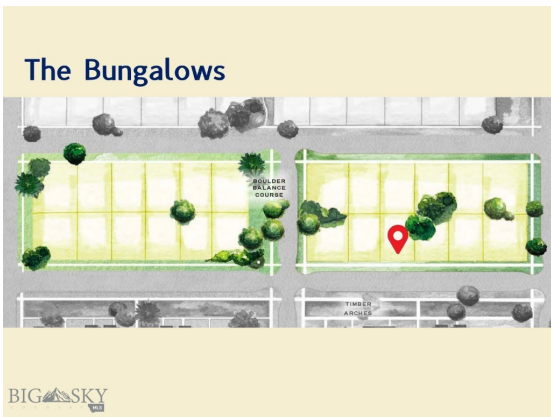 The Bungalows
BOULDER
BALANCE
COURSE
TIMBER
ARCHES
BIG SKY